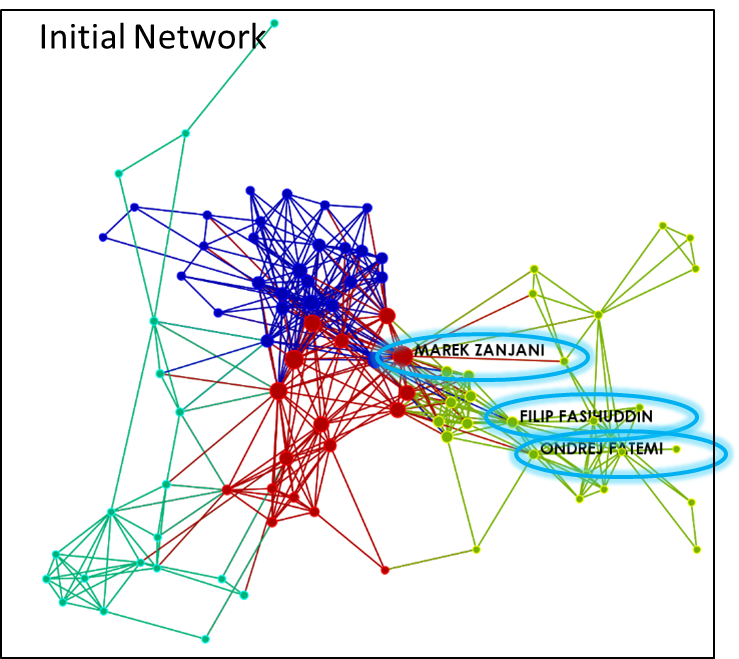 Initial Network
MAREK ZANJANI
FILIP FASIHUDDIN
ONDREJ FATEMI